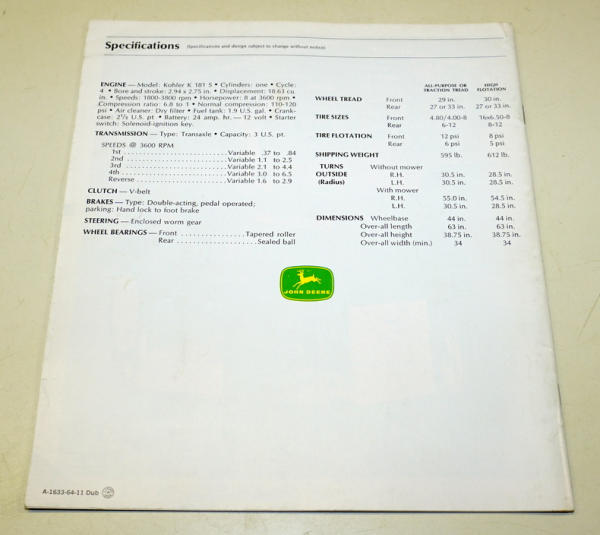 Specifications (Specifications and design subject to change without notice)
ENGINE — Model: Kohler K 181 S • Cylinders: one • Cycle:
4 • Bore and stroke: 2.94 x 2.75 in. • Displacement: 18.63 cu.
in. • Speeds: 1800-3800 rpm • Horsepower: 8 at 3600 rpm •
Compression ratio: 6.8 to 1 • Normal compression: 110-120
psi • Air cleaner: Dry filter • Fuel tank: 1.9 U.S. gal. • Crank-
case: 2½ U.S. pt. • Battery: 24 amp. hr. — 12 volt • Starter
switch: Solenoid-ignition key.
TRANSMISSION — Type: Transaxle • Capacity: 3 U.S. pt.
SPEEDS @ 3600 RPM
1st ........................ Variable .37 to .84
2nd ........................ Variable 1.1 to 2.5
3rd ........................ Variable 2.1 to 4.4
4th ........................ Variable 3.0 to 6.5
Reverse .................... Variable 1.6 to 2.9
CLUTCH — V-belt
BRAKES — Type: Double-acting, pedal operated;
parking: Hand lock to foot brake
STEERING — Enclosed worm gear
WHEEL BEARINGS — Front ................ Tapered roller
Rear .................... Sealed ball
ALL-PURPOSE OR HIGH
TRACTION TREAD FLOTATION
WHEEL TREAD Front 29 in. 30 in.
Rear 27 or 33 in. 27 or 33 in.
TIRE SIZES Front 4.80/4.00-8 16x6.50-8
Rear 6-12 8-12
TIRE FLOTATION Front 12 psi 8 psi
Rear 6 psi 5 psi
SHIPPING WEIGHT 595 lb. 612 lb.
TURNS Without mower
OUTSIDE R.H. 30.5 in. 28.5 in.
(Radius) L.H. 30.5 in. 28.5 in.
With mower
R.H. 55.0 in. 54.5 in.
L.H. 30.5 in. 28.5 in.
DIMENSIONS Wheelbase 44 in. 44 in.
Over-all length 63 in. 63 in.
Over-all height 38.75 in. 38.75 in.
Over-all width (min.) 34 34
JOHN DEERE
A-1633-64-11 Dub